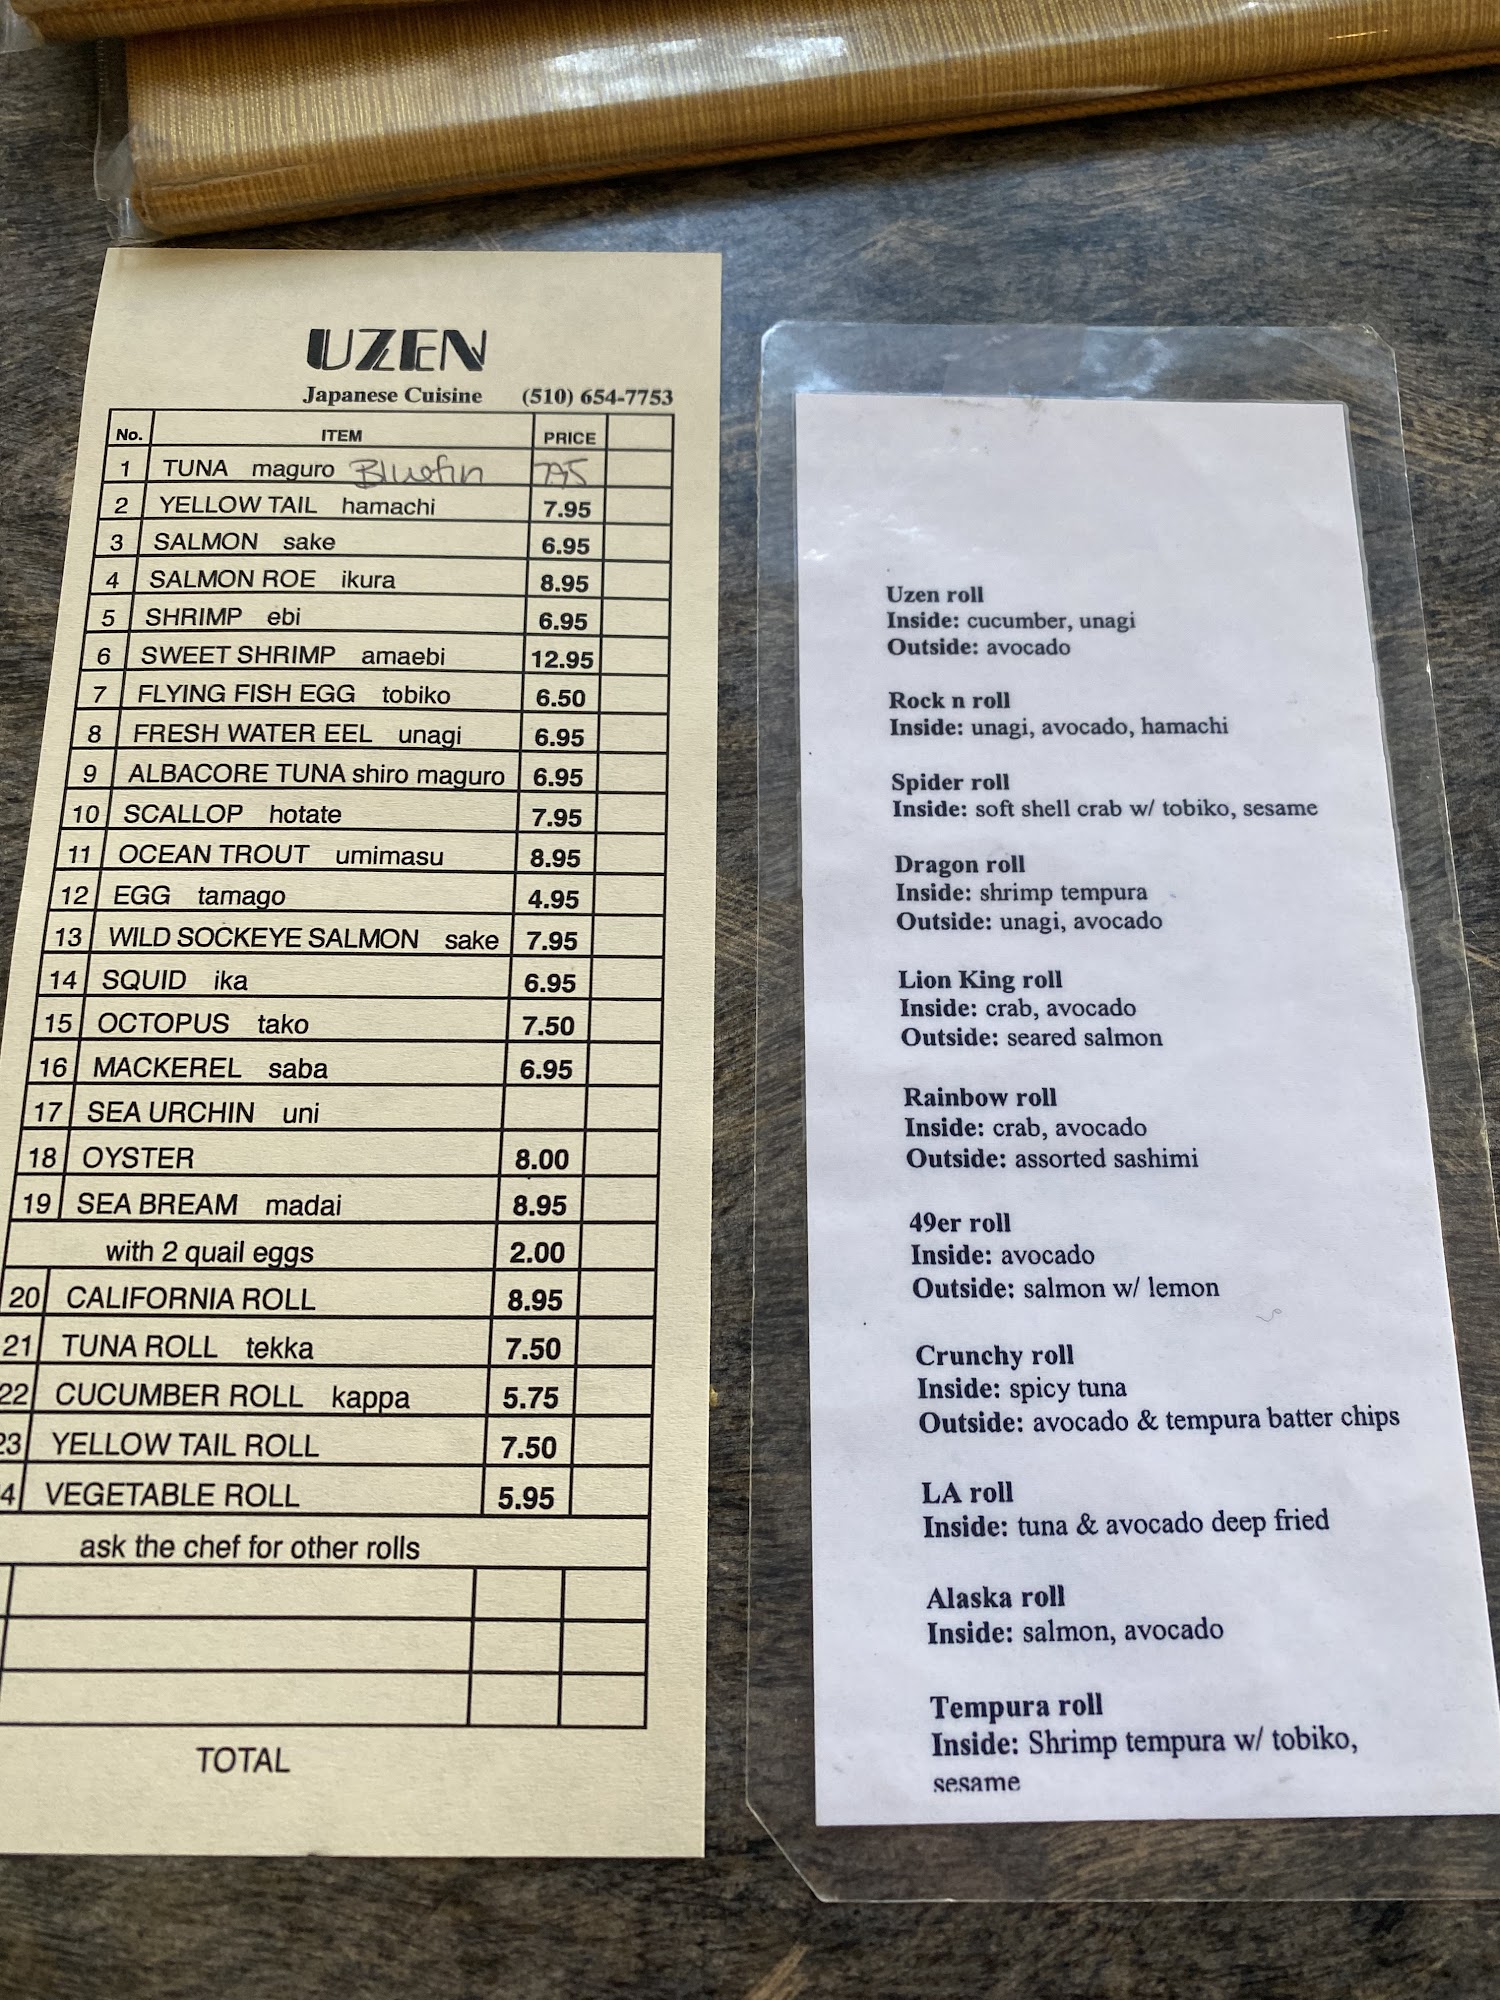 UZEN
Japanese Cuisine (510) 654-7753
No. ITEM PRICE
1 TUNA maguro Bluefin 7.95
2 YELLOW TAIL hamachi 7.95
3 SALMON sake 6.95
4 SALMON ROE ikura 8.95
5 SHRIMP ebi 6.95
6 SWEET SHRIMP amaebi 12.95
7 FLYING FISH EGG tobiko 6.50
8 FRESH WATER EEL unagi 6.95
9 ALBACORE TUNA shiro maguro 6.95
10 SCALLOP hotate 7.95
11 OCEAN TROUT umimasu 8.95
12 EGG tamago 4.95
13 WILD SOCKEYE SALMON sake 7.95
14 SQUID ika 6.95
15 OCTOPUS tako 7.50
16 MACKEREL saba 6.95
17 SEA URCHIN uni
18 OYSTER 8.00
19 SEA BREAM madai 8.95
with 2 quail eggs 2.00
20 CALIFORNIA ROLL 8.95
21 TUNA ROLL tekka 7.50
22 CUCUMBER ROLL kappa 5.75
23 YELLOW TAIL ROLL 7.50
4 VEGETABLE ROLL 5.95
ask the chef for other rolls
TOTAL
Uzen roll
Inside: cucumber, unagi
Outside: avocado
Rock n roll
Inside: unagi, avocado, hamachi
Spider roll
Inside: soft shell crab w/ tobiko, sesame
Dragon roll
Inside: shrimp tempura
Outside: unagi, avocado
Lion King roll
Inside: crab, avocado
Outside: seared salmon
Rainbow roll
Inside: crab, avocado
Outside: assorted sashimi
49er roll
Inside: avocado
Outside: salmon w/ lemon
Crunchy roll
Inside: spicy tuna
Outside: avocado & tempura batter chips
LA roll
Inside: tuna & avocado deep fried
Alaska roll
Inside: salmon, avocado
Tempura roll
Inside: Shrimp tempura w/ tobiko,
sesame